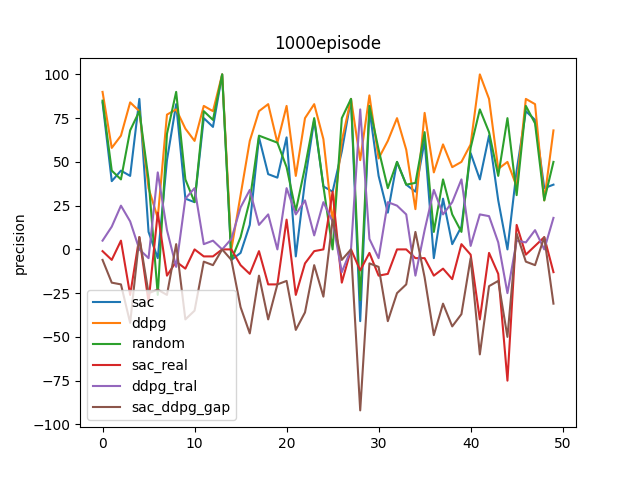 1000episode
precision
100
75
50
25
0
−25
−50
−75
−100
sac
ddpg
random
sac_real
ddpg_tral
sac_ddpg_gap
0 10 20 30 40 50